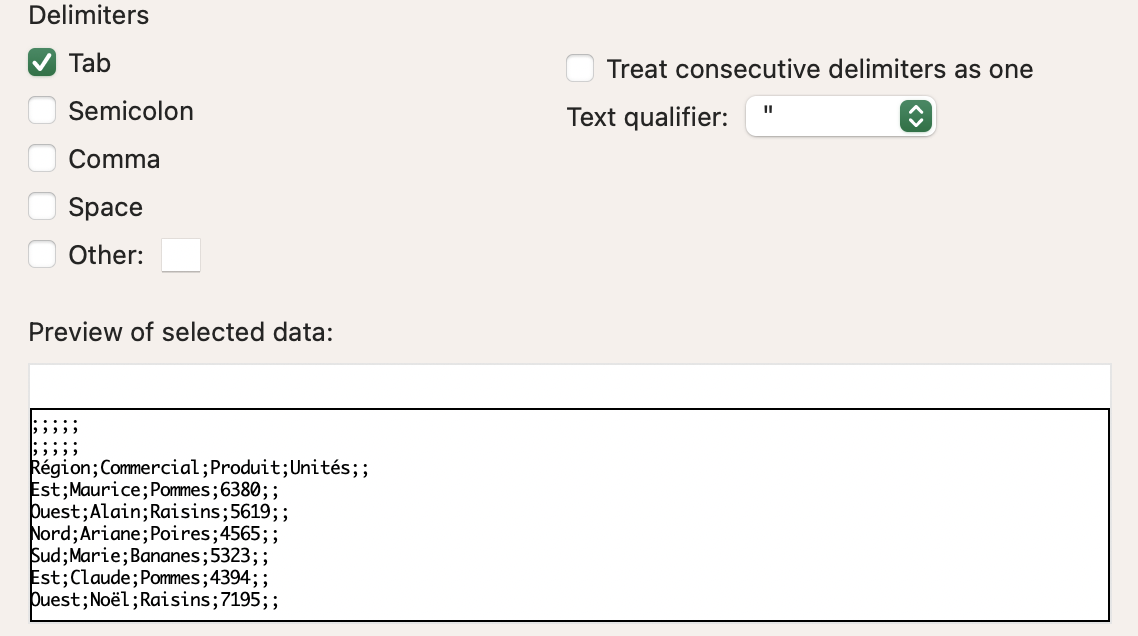 Delimiters
Tab
Treat consecutive delimiters as one
Semicolon
Text qualifier: "
Comma
Space
Other:
Preview of selected data:
;;;;;
;;;;;
Région;Commercial;Produit;Unités;;
Est;Maurice;Pommes;6380;;
Ouest;Alain;Raisins;5619;;
Nord;Ariane;Poires;4565;;
Sud;Marie;Bananes;5323;;
Est;Claude;Pommes;4394;;
Ouest;Noël;Raisins;7195;;